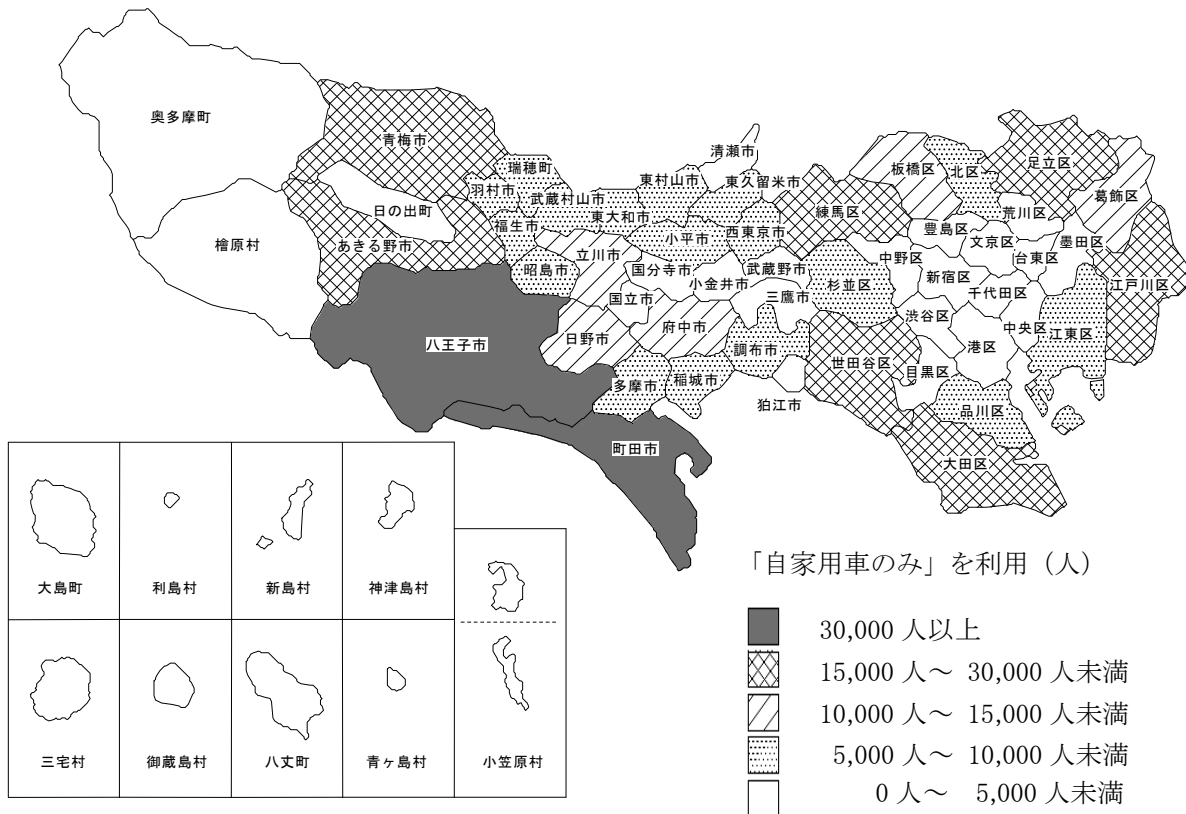 清瀬市
奥多摩町
青梅市
瑞穂町
東村山市
東久留米市
板橋区
北区
足立区
羽村市
武蔵村山市
葛飾区
日の出町
東大和市
練馬区
荒川区
福生市
西東京市
豊島区
文京区
墨田区
檜原村
あきる野市
小平市
台東区
立川市
中野区
昭島市
国分寺市
武蔵野市
新宿区
小金井市
杉並区
千代田区
江戸川区
国立市
三鷹市
渋谷区
中央区
江東区
八王子市
日野市
府中市
調布市
世田谷区
目黒区
港区
多摩市
稲城市
狛江市
品川区
町田市
大田区
大島町
利島村
新島村
神津島村
三宅村
御蔵島村
八丈町
青ヶ島村
小笠原村
「自家用車のみ」を利用（人）
30,000 人以上
15,000 人～ 30,000 人未満
10,000 人～ 15,000 人未満
5,000 人～ 10,000 人未満
0 人～ 5,000 人未満